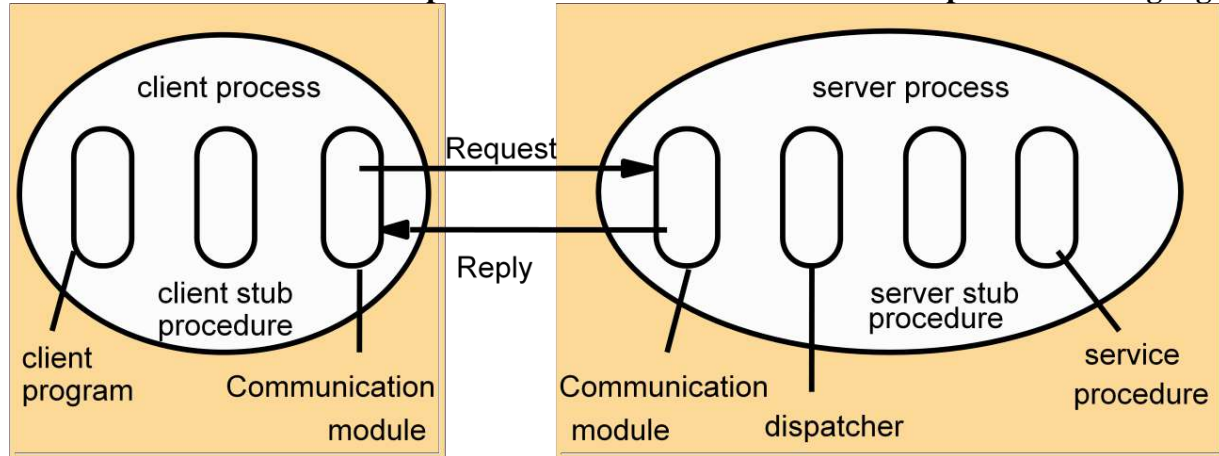 client process
server process
Request
Reply
client stub
procedure
server stub
procedure
client
program
Communication
module
Communication
module
dispatcher
service
procedure